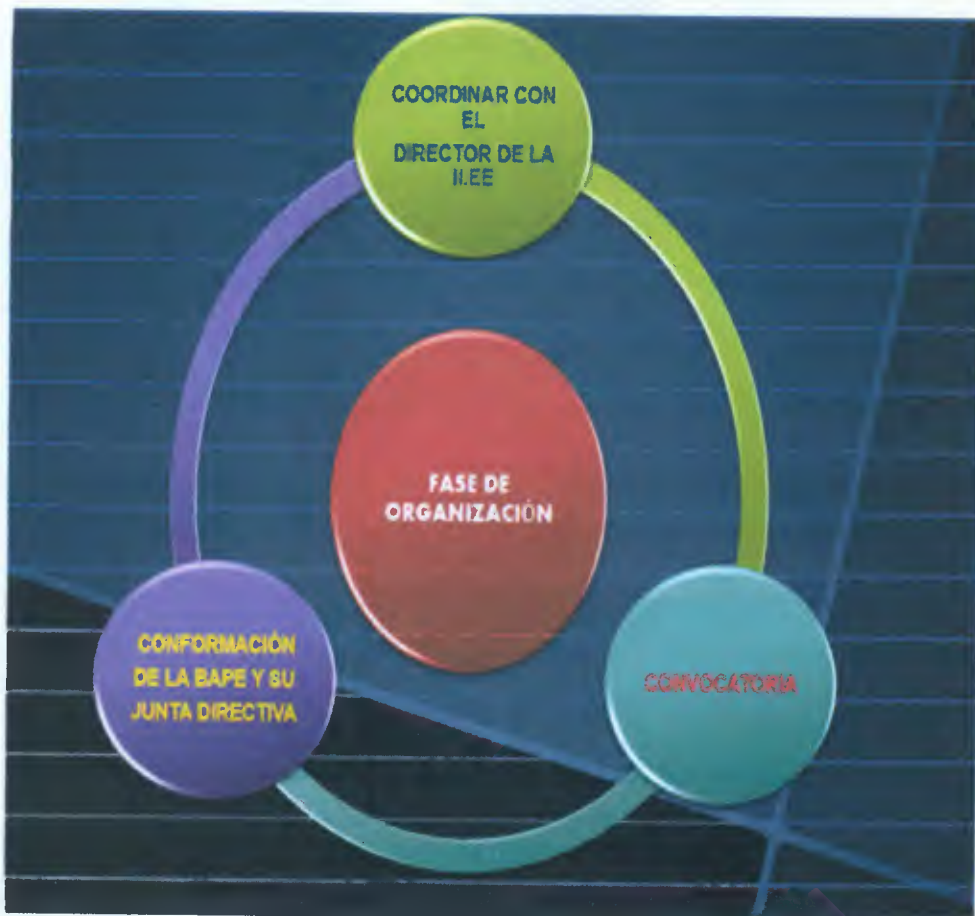 COORDINAR CON
EL
DIRECTOR DE LA
II.EE
FASE DE
ORGANIZACIÓN
CONVOCATORIA
CONFORMACIÓN
DE LA BAPE Y SU
JUNTA DIRECTIVA